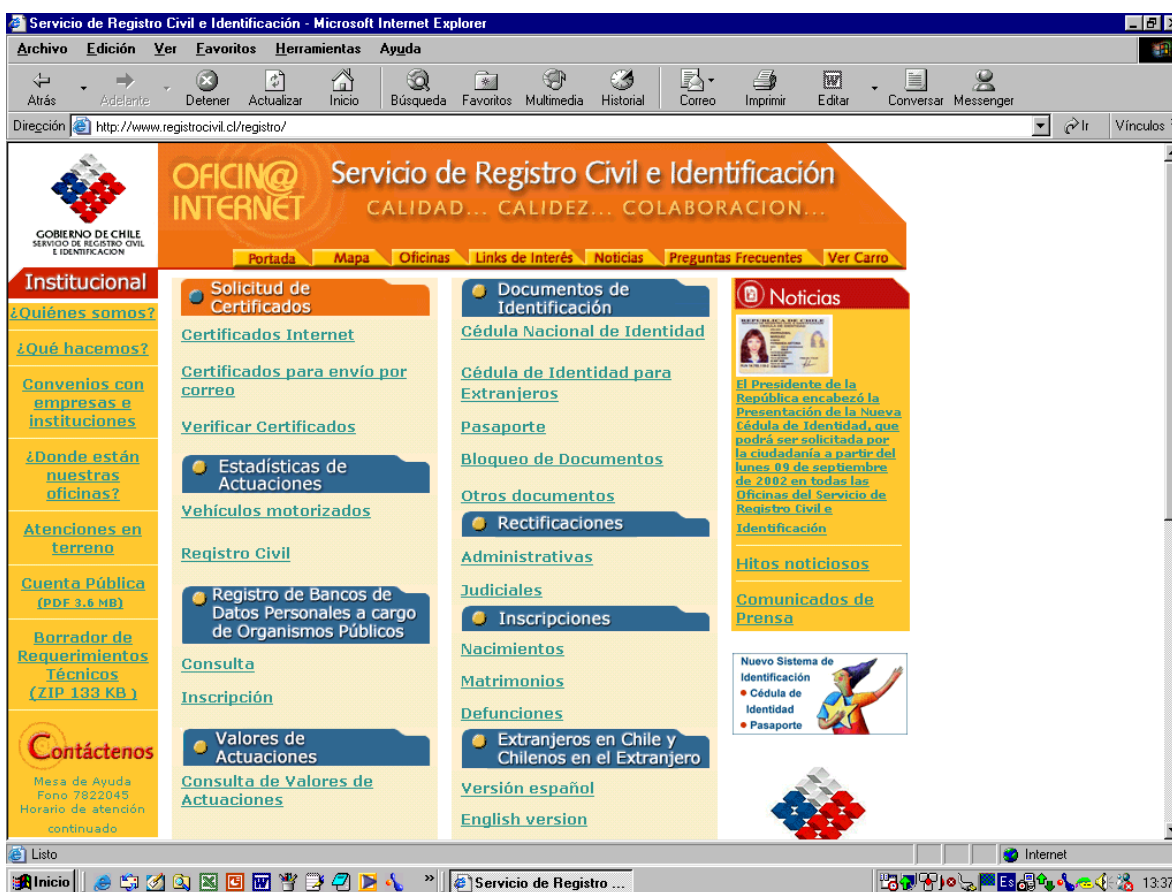 Servicio de Registro Civil e Identificación - Microsoft Internet Explorer
Archivo Edición Ver Favoritos Herramientas Ayuda
Atrás Adelante Detener Actualizar Inicio Búsqueda Favoritos Multimedia Historial Correo Imprimir Editar Conversar Messenger
Dirección http://www.registrocivil.cl/registro/ Ir Vínculos
GOBIERNO DE CHILE
SERVICIO DE REGISTRO CIVIL
E IDENTIFICACION
OFICIN@
INTERNET
Servicio de Registro Civil e Identificación
CALIDAD... CALIDEZ... COLABORACION...
Portada Mapa Oficinas Links de Interés Noticias Preguntas Frecuentes Ver Carro
Institucional
¿Quiénes somos?
¿Qué hacemos?
Convenios con
empresas e
instituciones
¿Donde están
nuestras
oficinas?
Atenciones en
terreno
Cuenta Pública
(PDF 3.6 MB)
Borrador de
Requerimientos
Técnicos
(ZIP 133 KB )
Contáctenos
Mesa de Ayuda
Fono 7822045
Horario de atención
continuado
Solicitud de
Certificados
Certificados Internet
Certificados para envío por
correo
Verificar Certificados
Estadísticas de
Actuaciones
Vehículos motorizados
Registro Civil
Registro de Bancos de
Datos Personales a cargo
de Organismos Públicos
Consulta
Inscripción
Valores de
Actuaciones
Consulta de Valores de
Actuaciones
Documentos de
Identificación
Cédula Nacional de Identidad
Cédula de Identidad para
Extranjeros
Pasaporte
Bloqueo de Documentos
Otros documentos
Rectificaciones
Administrativas
Judiciales
Inscripciones
Nacimientos
Matrimonios
Defunciones
Extranjeros en Chile y
Chilenos en el Extranjero
Versión español
English version
Noticias
REPUBLICA DE CHILE
El Presidente de la
República encabezó la
Presentación de la Nueva
Cédula de Identidad, que
podrá ser solicitada por
la ciudadanía a partir del
lunes 09 de septiembre
de 2002 en todas las
Oficinas del Servicio de
Registro Civil e
Identificación
Hitos noticiosos
Comunicados de
Prensa
Nuevo Sistema de
Identificación
• Cédula de
Identidad
• Pasaporte
Listo Internet
Inicio » Servicio de Regist ro ... Es 13:37